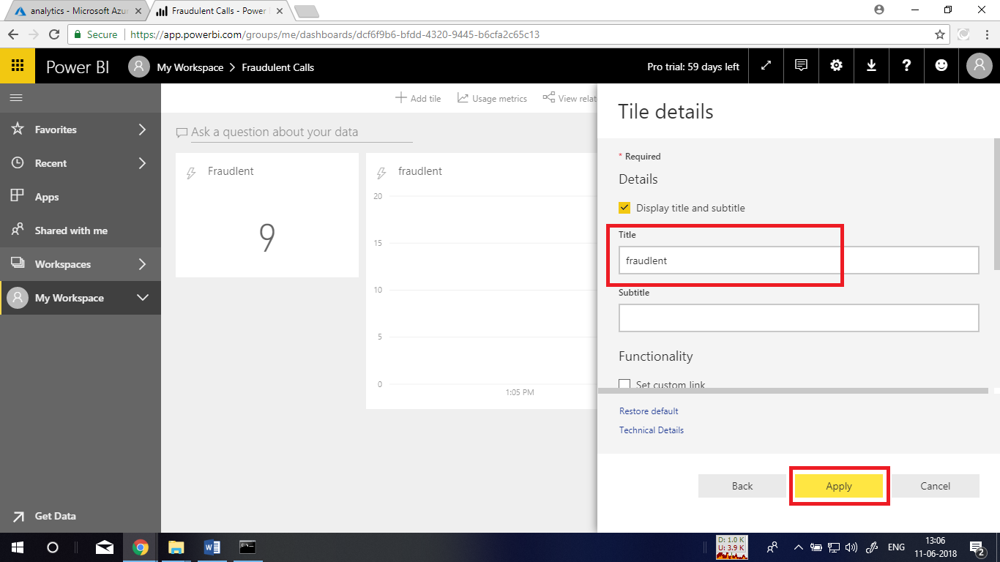 analytics - Microsoft Azu
Fraudulent Calls - Power
Secure
https://app.powerbi.com/groups/me/dashboards/dcf6f9b6-bfdd-4320-9445-b6cfa2c65c13
Power BI
My Workspace > Fraudulent Calls
Pro trial: 59 days left
?
Favorites
Recent
Apps
Shared with me
Workspaces
My Workspace
Get Data
Add tile
Usage metrics
View relat
Ask a question about your data
Fraudlent
9
fraudlent
20
15
10
5
0
1:05 PM
Tile details
* Required
Details
Display title and subtitle
Title
fraudlent
Subtitle
Functionality
Set custom link
Restore default
Technical Details
Back
Apply
Cancel
D: 1.0 K
U: 3.9 K
ENG
13:06
11-06-2018
2